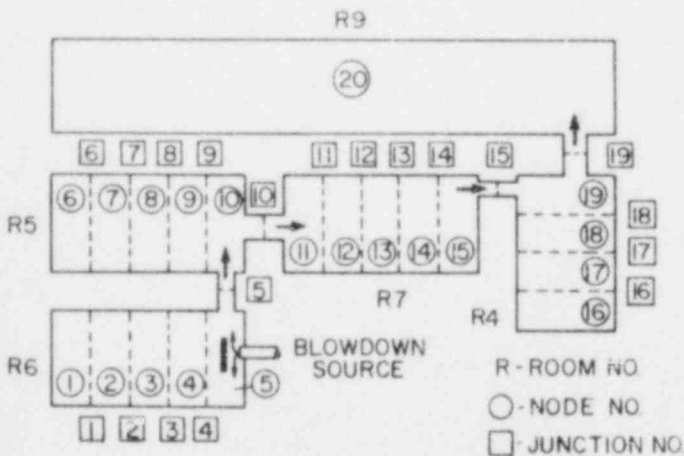 R9
20
6 7 8 9 11 12 13 14 15 19
R5 6 7 8 9 10 10 19
18
11 12 13 14 15 18
17
17
5 R7 16
R4 16
R6 BLOWDOWN
SOURCE
1 2 3 4 5
R - ROOM NO.
- NODE NO.
1 2 3 4
- JUNCTION NO.